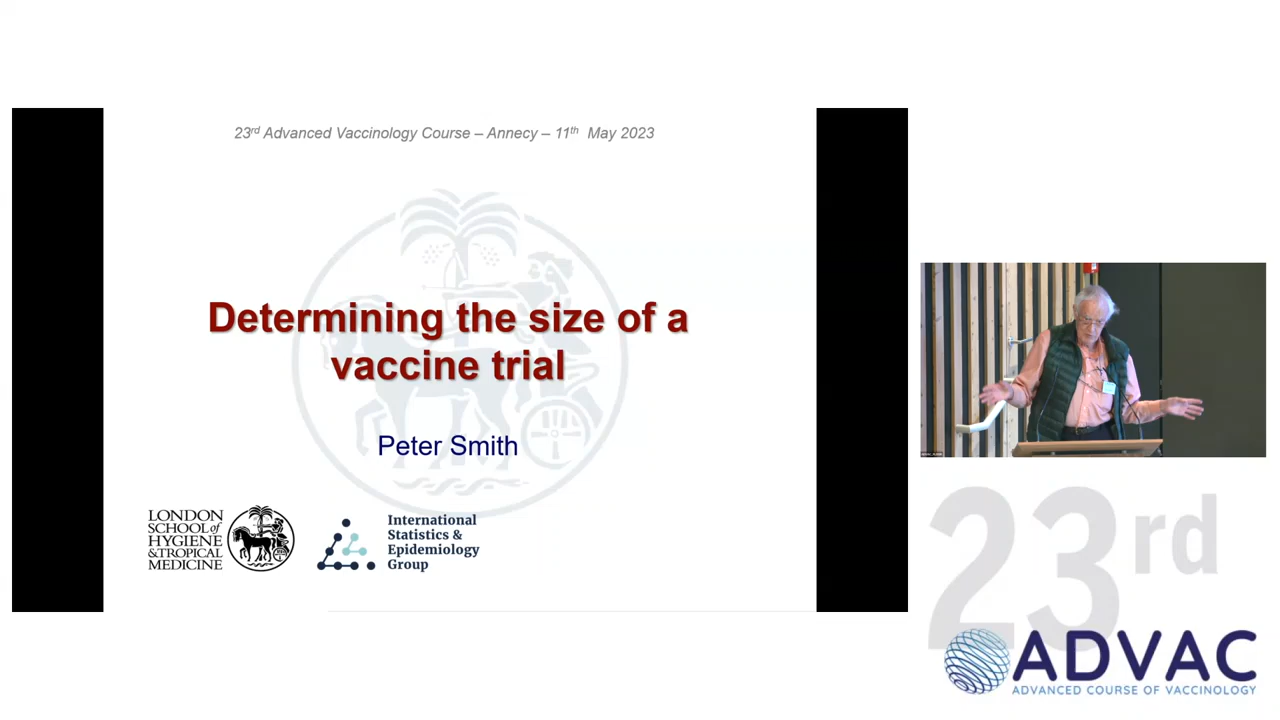 23rd Advanced Vaccinology Course – Annecy – 11th May 2023
Determining the size of a
vaccine trial
Peter Smith
LONDON
SCHOOL of
HYGIENE
& TROPICAL
MEDICINE
International
Statistics &
Epidemiology
Group
23rd
ADVAC
ADVANCED COURSE OF VACCINOLOGY